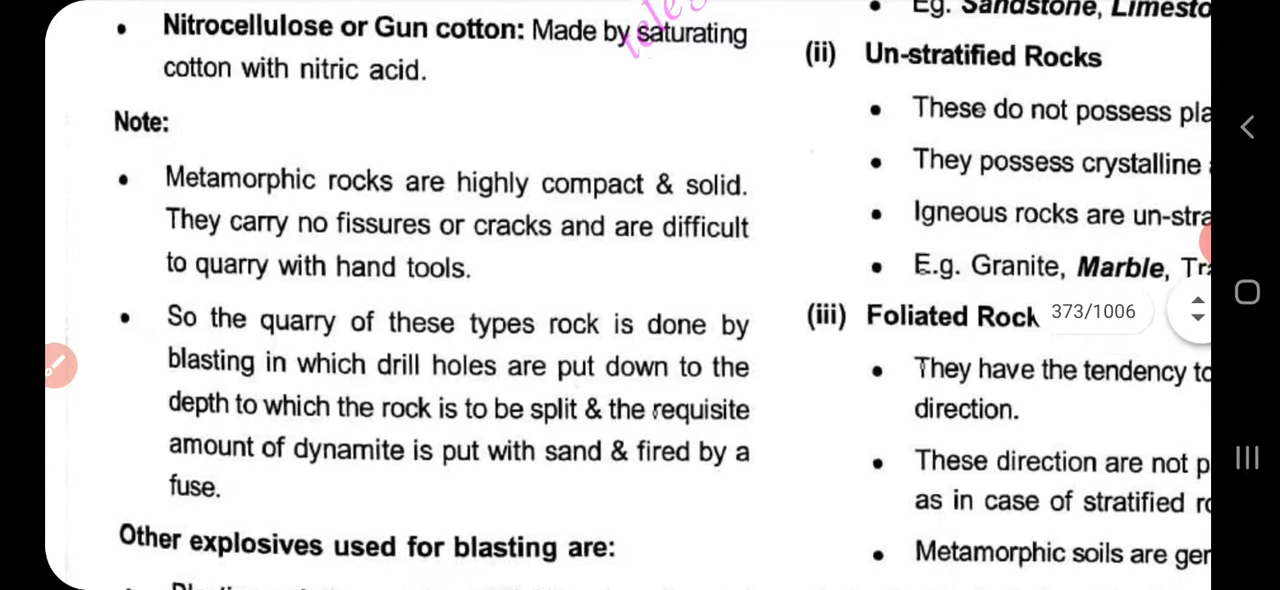 • Nitrocellulose or Gun cotton: Made by saturating
cotton with nitric acid.
Note:
• Metamorphic rocks are highly compact & solid.
They carry no fissures or cracks and are difficult
to quarry with hand tools.
• So the quarry of these types rock is done by
blasting in which drill holes are put down to the
depth to which the rock is to be split & the requisite
amount of dynamite is put with sand & fired by a
fuse.
Other explosives used for blasting are:
• Eg. Sandstone, Limesto
(ii) Un-stratified Rocks
• These do not possess pla
• They possess crystalline
• Igneous rocks are un-stra
• E.g. Granite, Marble, Tra
(iii) Foliated Rock
373/1006
• They have the tendency to
direction.
• These direction are not p
as in case of stratified ro
• Metamorphic soils are ger